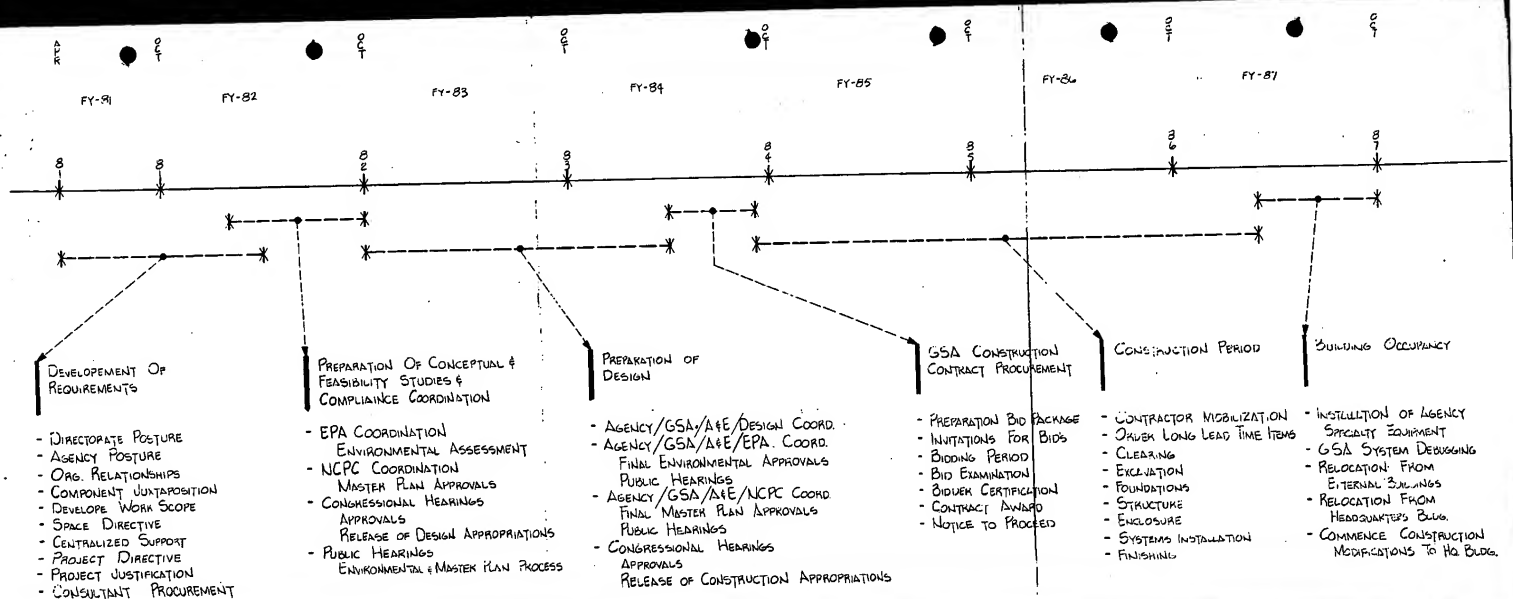 APR OCT OCT OCT OCT OCT OCT OCT
FY-81 FY-82 FY-83 FY-84 FY-85 FY-86 FY-87
81 8 82 83 84 85 86 87
DEVELOPEMENT OF
REQUIREMENTS
- DIRECTORATE POSTURE
- AGENCY POSTURE
- ORG. RELATIONSHIPS
- COMPONENT JUXTAPOSITION
- DEVELOPE WORK SCOPE
- SPACE DIRECTIVE
- CENTRALIZED SUPPORT
- PROJECT DIRECTIVE
- PROJECT JUSTIFICATION
- CONSULTANT PROCUREMENT
PREPARATION OF CONCEPTUAL &
FEASIBILITY STUDIES &
COMPLIAINCE COORDINATION
- EPA COORDINATION
ENVIRONMENTAL ASSESSMENT
- NCPC COORDINATION
MASTER PLAN APPROVALS
- CONGRESSIONAL HEARINGS
APPROVALS
RELEASE OF DESIGN APPROPRIATIONS
- PUBLIC HEARINGS
ENVIRONMENTAL & MASTER PLAN PROCESS
PREPARATION OF
DESIGN
- AGENCY/GSA/A&E/DESIGN COORD.
- AGENCY/GSA/A&E/EPA. COORD.
FINAL ENVIRONMENTAL APPROVALS
PUBLIC HEARINGS
- AGENCY/GSA/A&E/NCPC COORD.
FINAL MASTER PLAN APPROVALS
PUBLIC HEARINGS
- CONGRESSIONAL HEARINGS
APPROVALS
RELEASE OF CONSTRUCTION APPROPRIATIONS
GSA CONSTRUCTION
CONTRACT PROCUREMENT
- PREPARATION BID PACKAGE
- INVITATIONS FOR BIDS
- BIDDING PERIOD
- BID EXAMINATION
- BIDDER CERTIFICATION
- CONTRACT AWARD
- NOTICE TO PROCEED
CONSTRUCTION PERIOD
- CONTRACTOR MOBILIZATION
- ORDER LONG LEAD TIME ITEMS
- CLEARING
- EXCAVATION
- FOUNDATIONS
- STRUCTURE
- ENCLOSURE
- SYSTEMS INSTALLATION
- FINISHING
BUILDING OCCUPANCY
- INSTALLATION OF AGENCY
SPECIALTY EQUIPMENT
- GSA SYSTEM DEBUGGING
- RELOCATION FROM
EXTERNAL BUILDINGS
- RELOCATION FROM
HEADQUARTERS BLDG.
- COMMENCE CONSTRUCTION
MODIFICATIONS TO HQ BLDG.